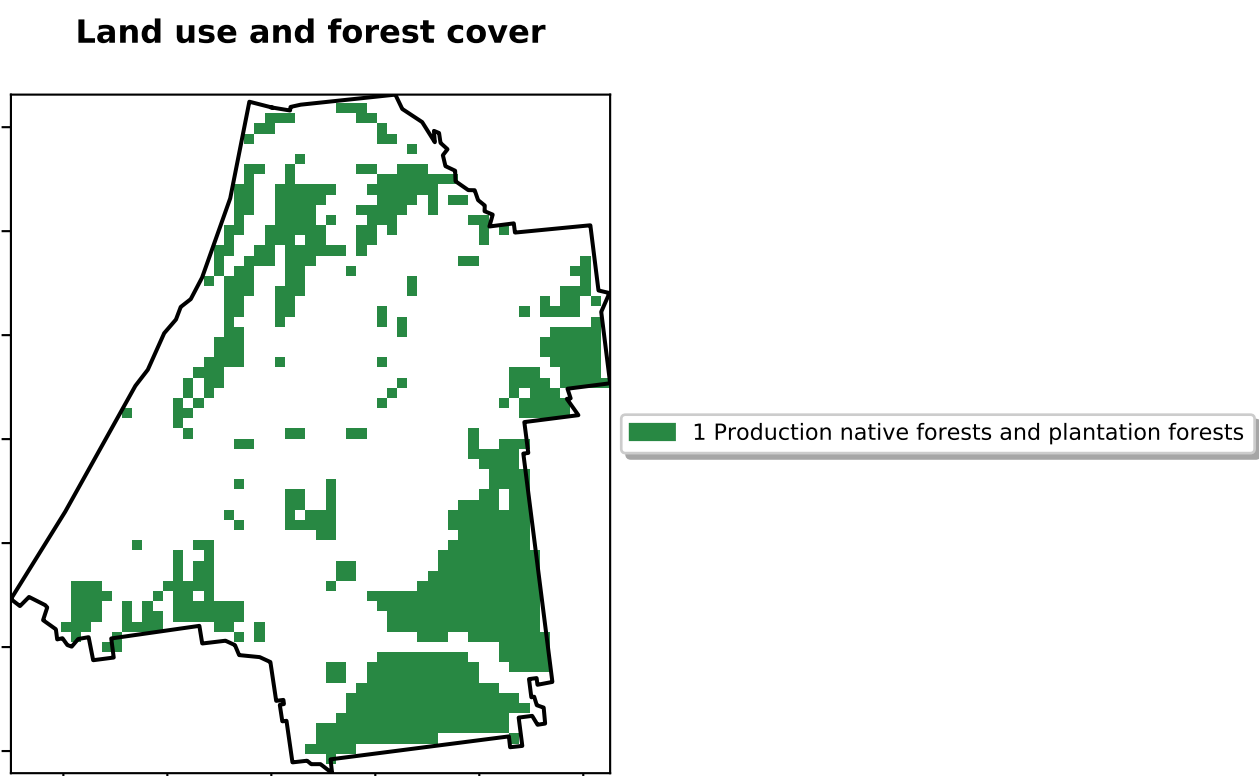 Land use and forest cover
1 Production native forests and plantation forests